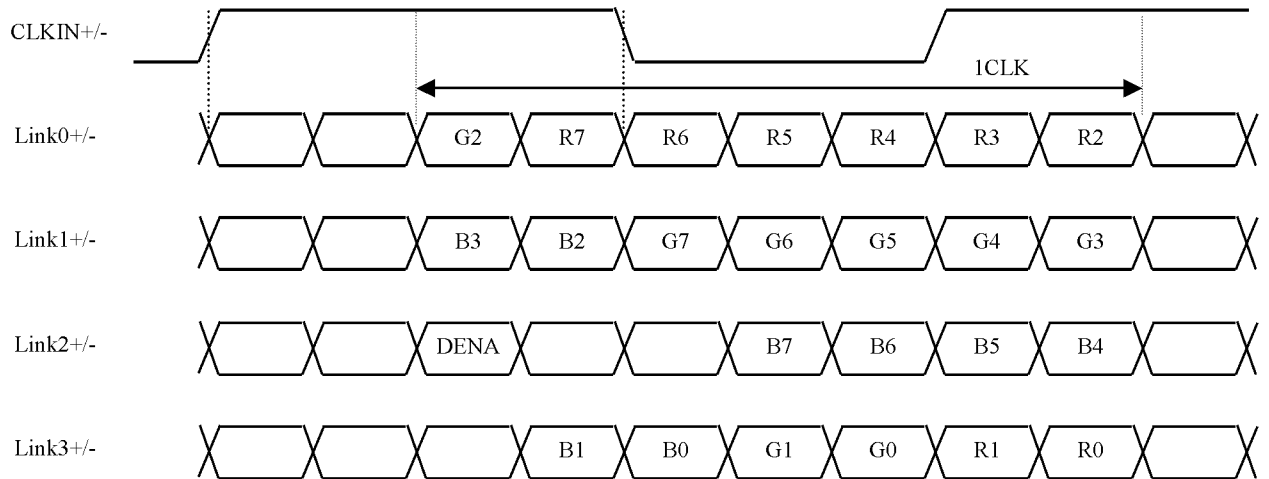 CLKIN+/-
1CLK
Link0+/- G2 R7 R6 R5 R4 R3 R2
Link1+/- B3 B2 G7 G6 G5 G4 G3
Link2+/- DENA B7 B6 B5 B4
Link3+/- B1 B0 G1 G0 R1 R0